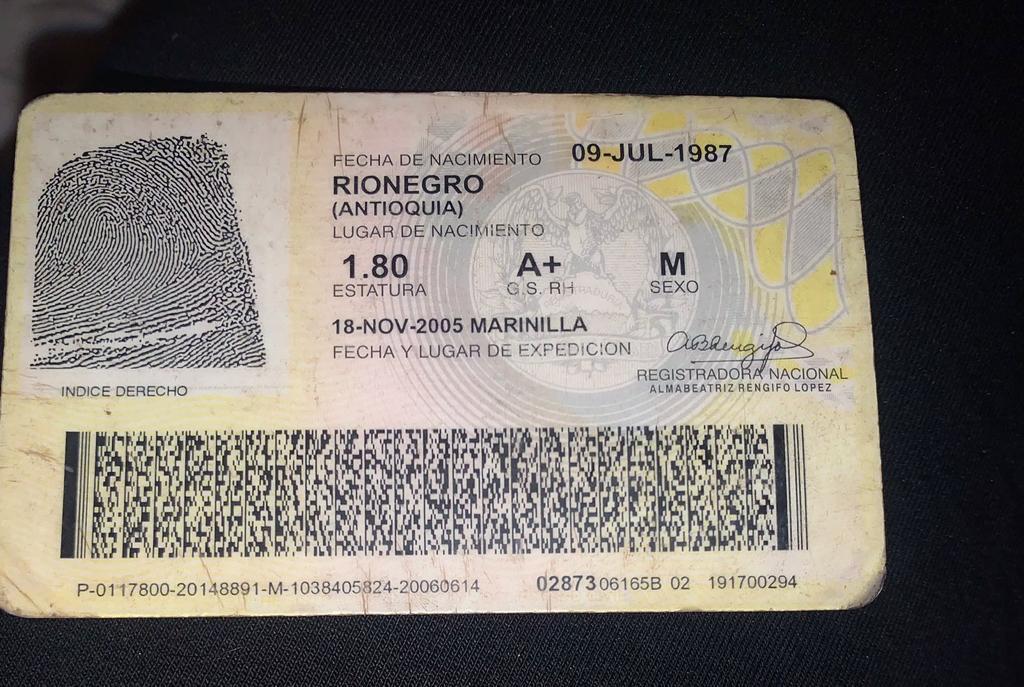 FECHA DE NACIMIENTO 09-JUL-1987
RIONEGRO
(ANTIOQUIA)
LUGAR DE NACIMIENTO
1.80 A+ M
ESTATURA G.S. RH SEXO
18-NOV-2005 MARINILLA
FECHA Y LUGAR DE EXPEDICION
REGISTRADORA NACIONAL
ALMABEATRIZ RENGIFO LOPEZ
INDICE DERECHO
P-0117800-20148891-M-1038405824-20060614 02873 06165B 02 191700294